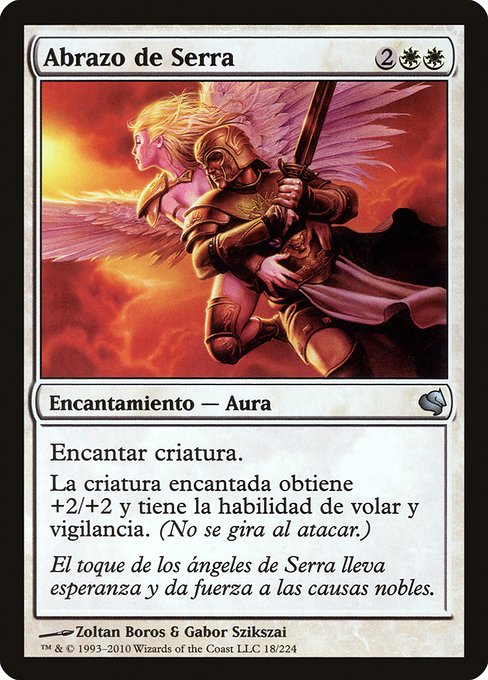 Abrazo de Serra 2
Encantamiento — Aura
Encantar criatura.
La criatura encantada obtiene
+2/+2 y tiene la habilidad de volar y
vigilancia. (No se gira al atacar.)
El toque de los ángeles de Serra lleva
esperanza y da fuerza a las causas nobles.
Zoltan Boros & Gabor Szikszai
™ & © 1993–2010 Wizards of the Coast LLC 18/224